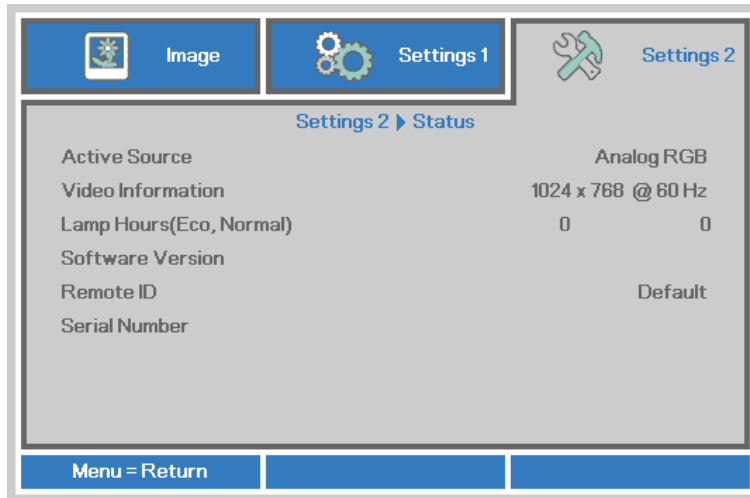 Image
Settings 1
Settings 2
Settings 2 ▶ Status
Active Source Analog RGB
Video Information 1024 x 768 @ 60 Hz
Lamp Hours(Eco, Normal) 0 0
Software Version
Remote ID Default
Serial Number
Menu = Return